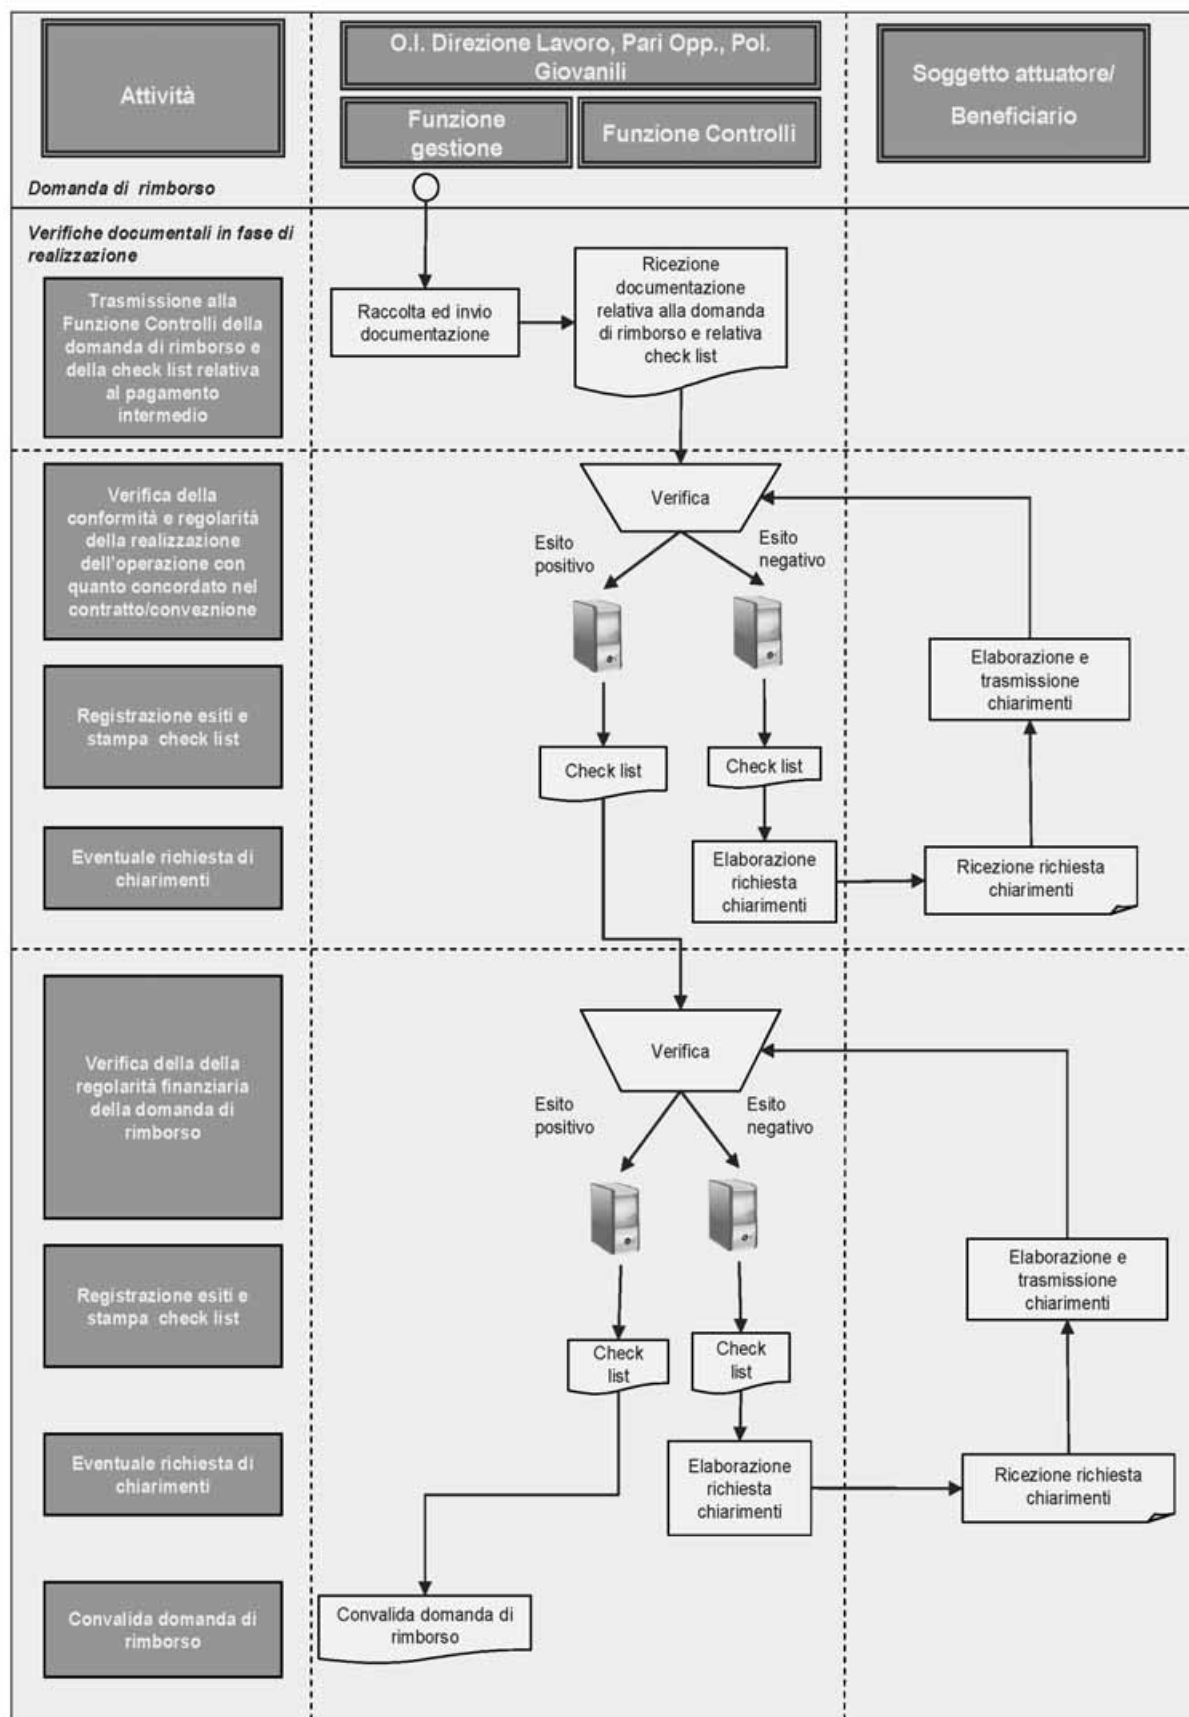 Attività
O.I. Direzione Lavoro, Pari Opp., Pol.
Giovanili
Funzione
gestione
Funzione Controlli
Soggetto attuatore/
Beneficiario
Domanda di rimborso
Verifiche documentali in fase di
realizzazione
Trasmissione alla
Funzione Controlli della
domanda di rimborso e
della check list relativa
al pagamento
intermedio
Raccolta ed invio
documentazione
Ricezione
documentazione
relativa alla domanda
di rimborso e relativa
check list
Verifica della
conformità e regolarità
della realizzazione
dell'operazione con
quanto concordato nel
contratto/conveznione
Verifica
Esito
positivo
Esito
negativo
Registrazione esiti e
stampa check list
Check list
Check list
Elaborazione e
trasmissione
chiarimenti
Eventuale richiesta di
chiarimenti
Elaborazione
richiesta
chiarimenti
Ricezione richiesta
chiarimenti
Verifica della della
regolarità finanziaria
della domanda di
rimborso
Verifica
Esito
positivo
Esito
negativo
Registrazione esiti e
stampa check list
Check
list
Check
list
Elaborazione e
trasmissione
chiarimenti
Eventuale richiesta di
chiarimenti
Elaborazione
richiesta
chiarimenti
Ricezione richiesta
chiarimenti
Convalida domanda di
rimborso
Convalida domanda di
rimborso